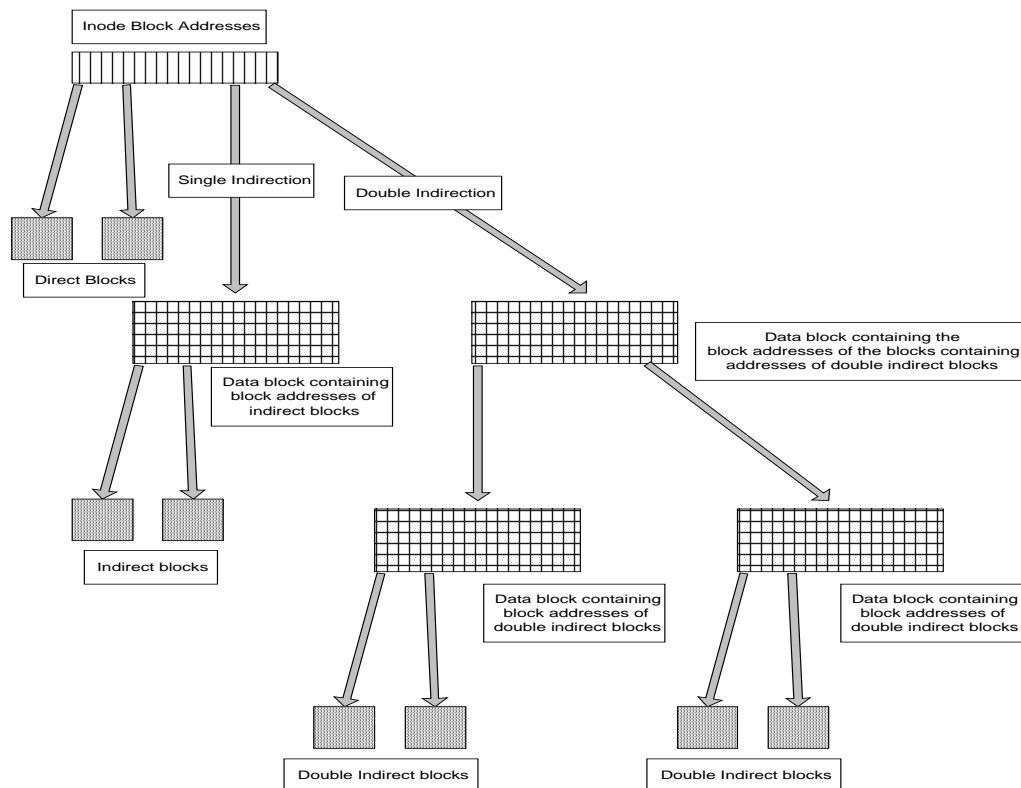 Inode Block Addresses
Single Indirection
Double Indirection
Direct Blocks
Data block containing the
block addresses of the blocks containing
addresses of double indirect blocks
Data block containing
block addresses of
indirect blocks
Indirect blocks
Data block containing
block addresses of
double indirect blocks
Data block containing
block addresses of
double indirect blocks
Double Indirect blocks
Double Indirect blocks